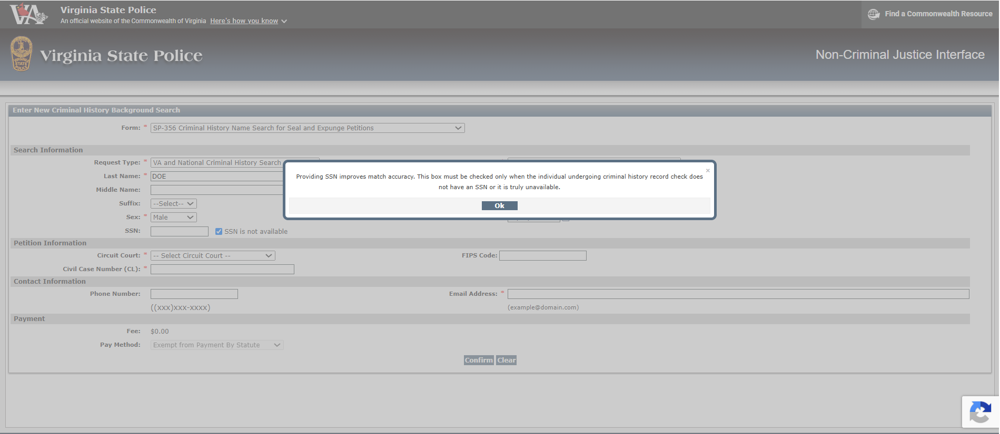 VA
Virginia State Police
An official website of the Commonwealth of Virginia Here's how you know
Find a Commonwealth Resource
VIRGINIA
STATE
POLICE
Virginia State Police
Non-Criminal Justice Interface
Enter New Criminal History Background Search
Form: * SP-356 Criminal History Name Search for Seal and Expunge Petitions
Search Information
Request Type: * VA and National Criminal History Search
Last Name: * DOE
Middle Name:
Suffix: --Select--
Sex: * Male
SSN: SSN is not available
×
Providing SSN improves match accuracy. This box must be checked only when the individual undergoing criminal history record check does
not have an SSN or it is truly unavailable.
Ok
Petition Information
Circuit Court: * -- Select Circuit Court -- FIPS Code:
Civil Case Number (CL): *
Contact Information
Phone Number: Email Address: *
((xxx)xxx-xxxx) (example@domain.com)
Payment
Fee: $0.00
Pay Method: Exempt from Payment By Statute
Confirm Clear